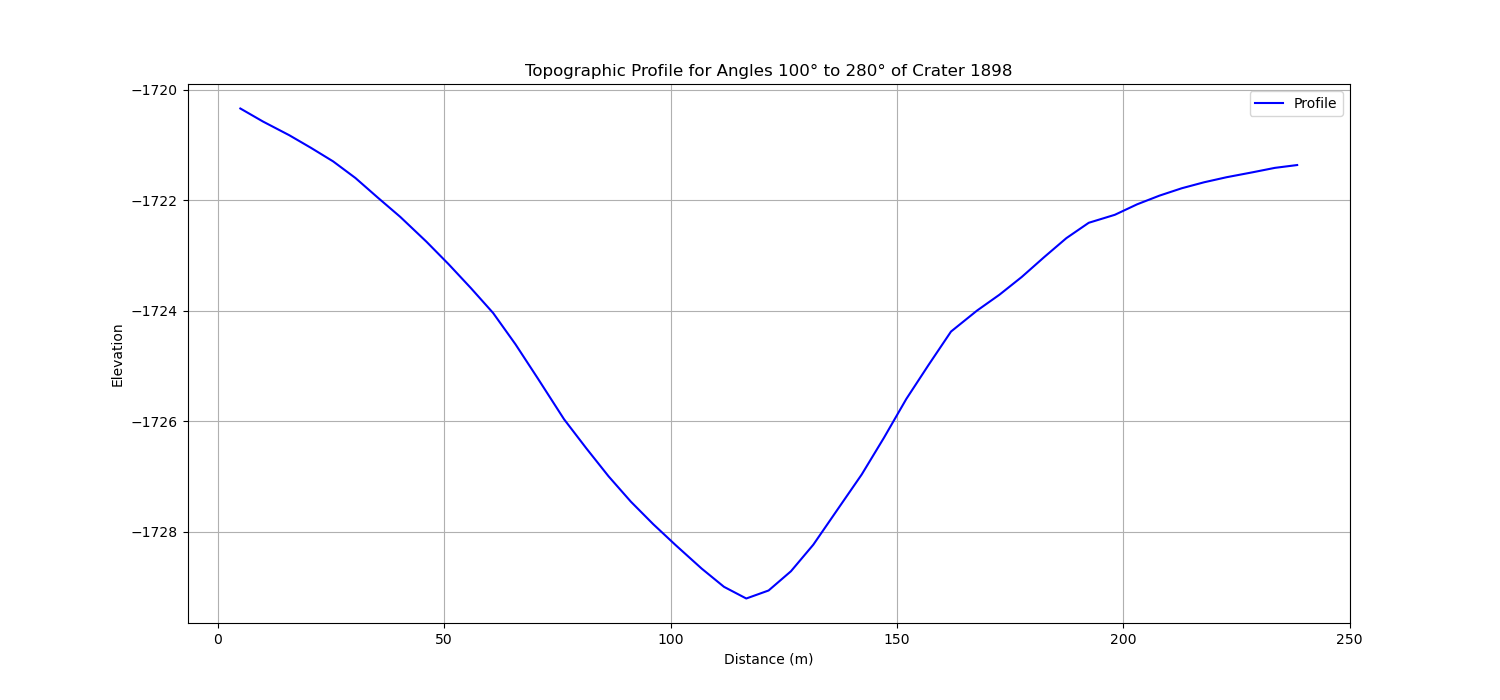 Topographic Profile for Angles 100° to 280° of Crater 1898
Profile
−1720
−1722
−1724
−1726
−1728
Elevation
0 50 100 150 200 250
Distance (m)